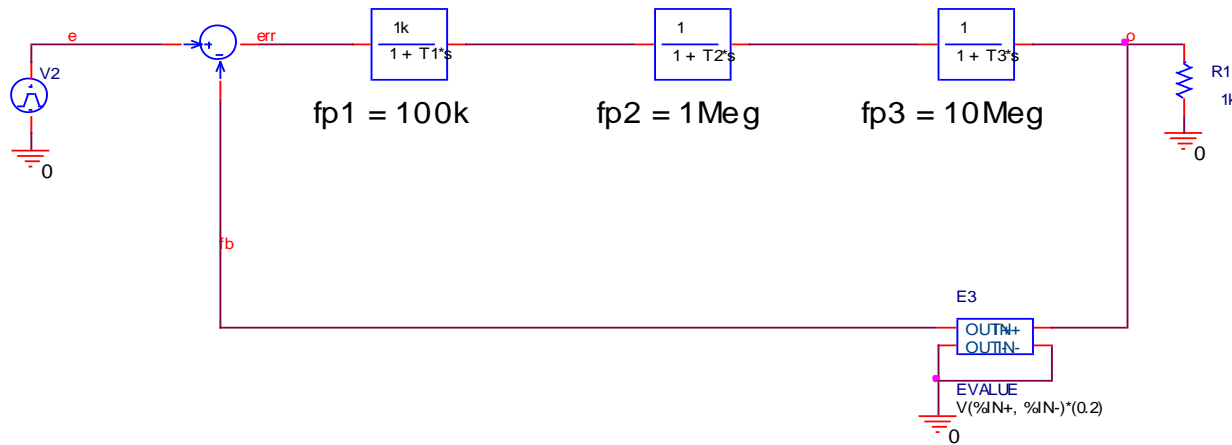 e
err
1k
1 + T1*s
1
1 + T2*s
1
1 + T3*s
o
V2
+
-
R1
1k
fp1 = 100k
fp2 = 1Meg
fp3 = 10Meg
0
0
fb
E3
OUT+
IN+
OUT-
IN-
EVALUE
V(%IN+, %IN-)*(0.2)
0